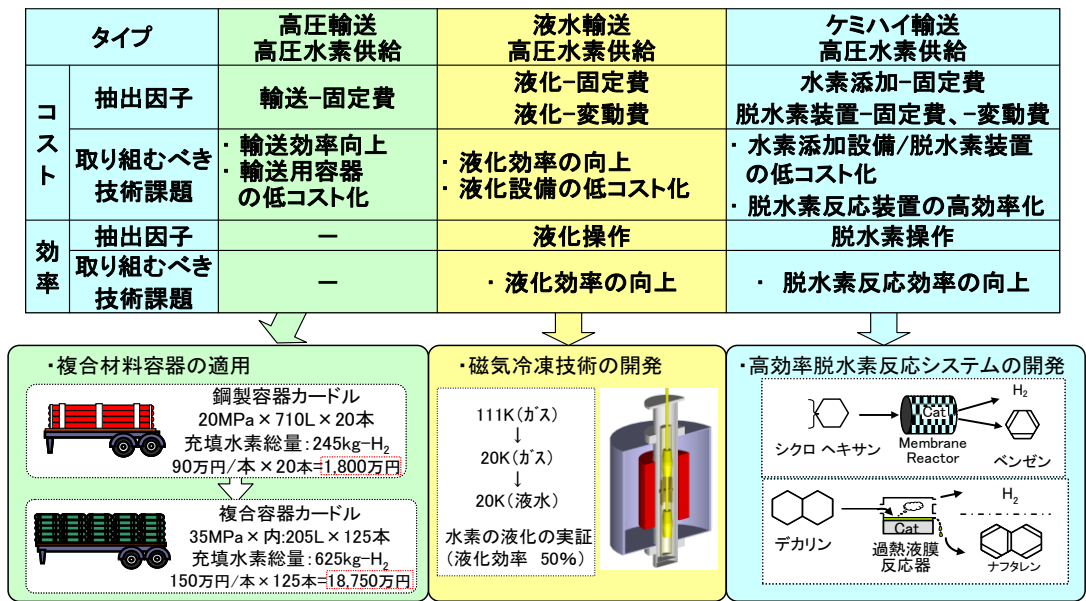 タイプ
高圧輸送
高圧水素供給
液水輸送
高圧水素供給
ケミハイ輸送
高圧水素供給
コスト
抽出因子
輸送-固定費
液化-固定費
液化-変動費
水素添加-固定費
脱水素装置-固定費、-変動費
取り組むべき
技術課題
・輸送効率向上
・輸送用容器
の低コスト化
・液化効率の向上
・液化設備の低コスト化
・水素添加設備/脱水素装置
の低コスト化
・脱水素反応装置の高効率化
効率
抽出因子
－
液化操作
脱水素操作
取り組むべき
技術課題
－
・液化効率の向上
・ 脱水素反応効率の向上
・複合材料容器の適用
鋼製容器カードル
20MPa×710L×20本
充填水素総量:245kg-H2
90万円/本×20本=1,800万円
複合容器カードル
35MPa×内:205L×125本
充填水素総量:625kg-H2
150万円/本×125本=18,750万円
・磁気冷凍技術の開発
111K(ｶﾞｽ)
↓
20K(ｶﾞｽ)
↓
20K(液水)
水素の液化の実証
(液化効率 50%)
・高効率脱水素反応システムの開発
シクロ ヘキサン
Cat
Membrane
Reactor
H2
ベンゼン
デカリン
Cat
過熱液膜
反応器
H2
ナフタレン